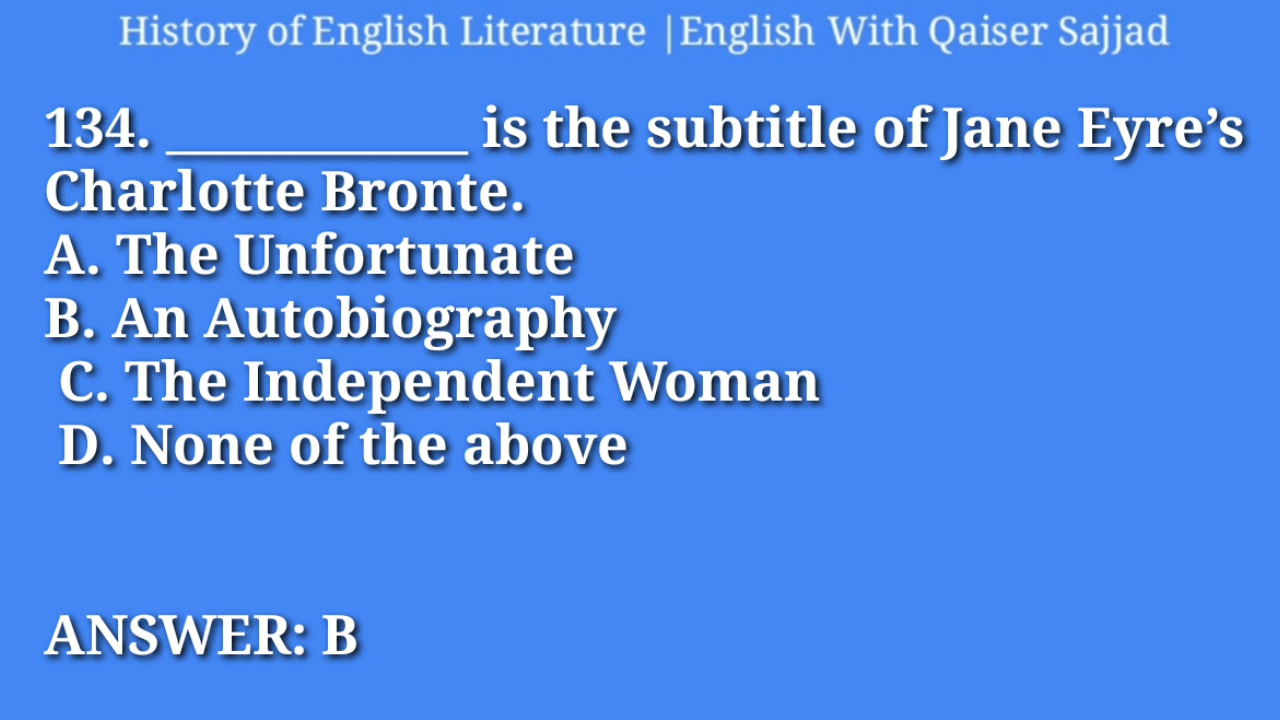 History of English Literature |English With Qaiser Sajjad
134. ___________ is the subtitle of Jane Eyre’s
Charlotte Bronte.
A. The Unfortunate
B. An Autobiography
C. The Independent Woman
D. None of the above
ANSWER: B